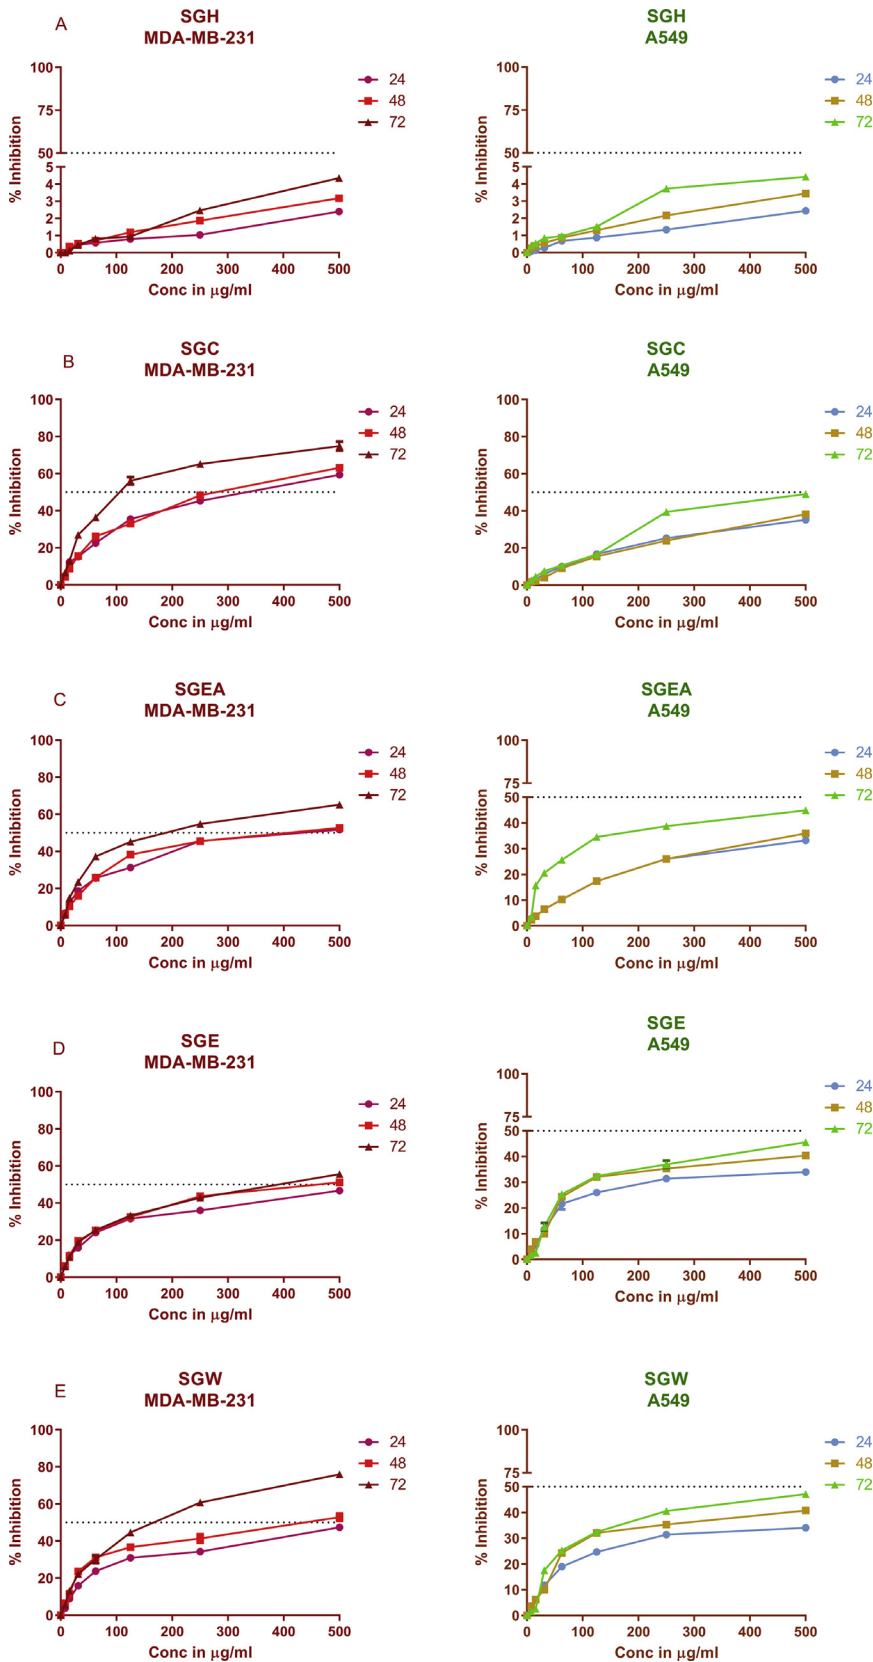 A
SGH
MDA-MB-231
100
75
50
5
4
3
2
1
0
% Inhibition
0 100 200 300 400 500
Conc in μg/ml
24
48
72
SGH
A549
100
75
50
5
4
3
2
1
0
% Inhibition
0 100 200 300 400 500
Conc in μg/ml
24
48
72
B
SGC
MDA-MB-231
100
80
60
40
20
0
% Inhibition
0 100 200 300 400 500
Conc in μg/ml
24
48
72
SGC
A549
100
80
60
40
20
0
% Inhibition
0 100 200 300 400 500
Conc in μg/ml
24
48
72
C
SGEA
MDA-MB-231
100
80
60
40
20
0
% Inhibition
0 100 200 300 400 500
Conc in μg/ml
24
48
72
SGEA
A549
100
75
50
40
30
20
10
0
% Inhibition
0 100 200 300 400 500
Conc in μg/ml
24
48
72
D
SGE
MDA-MB-231
100
80
60
40
20
0
% Inhibition
0 100 200 300 400 500
Conc in μg/ml
24
48
72
SGE
A549
100
75
50
40
30
20
10
0
% Inhibition
0 100 200 300 400 500
Conc in μg/ml
24
48
72
E
SGW
MDA-MB-231
100
80
60
40
20
0
% Inhibition
0 100 200 300 400 500
Conc in μg/ml
24
48
72
SGW
A549
100
75
50
40
30
20
10
0
% Inhibition
0 100 200 300 400 500
Conc in μg/ml
24
48
72